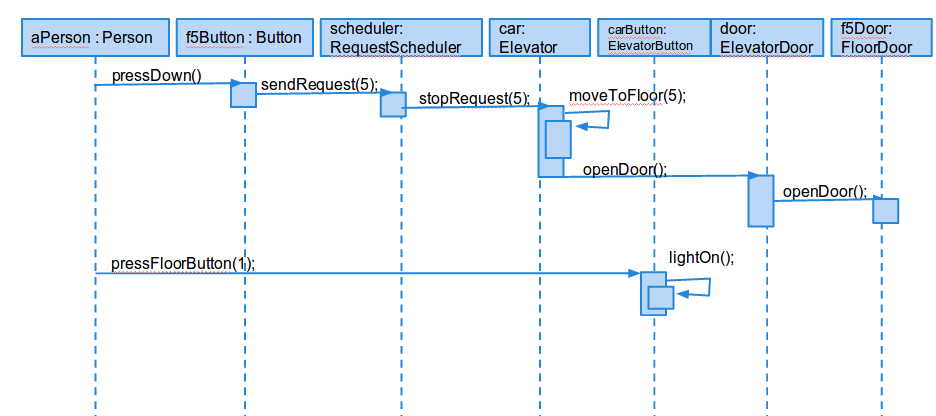 aPerson : Person
f5Button : Button
scheduler:
RequestScheduler
car:
Elevator
carButton:
ElevatorButton
door:
ElevatorDoor
f5Door:
FloorDoor
pressDown()
sendRequest(5);
stopRequest(5);
moveToFloor(5);
openDoor();
openDoor();
pressFloorButton(1);
lightOn();